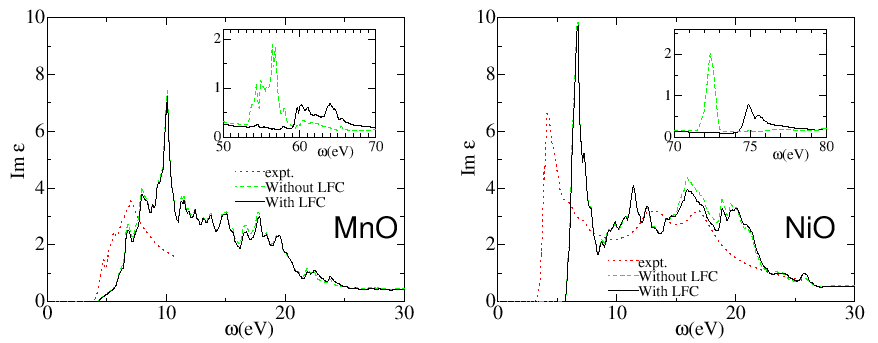 10
8
6
4
2
0
0
10
20
30
Im ε
ω(eV)
2
1
0
50
60
70
ω(eV)
expt.
Without LFC
With LFC
MnO
10
8
6
4
2
0
0
10
20
30
Im ε
ω(eV)
2
1
0
70
75
80
ω(eV)
NiO
expt.
Without LFC
With LFC